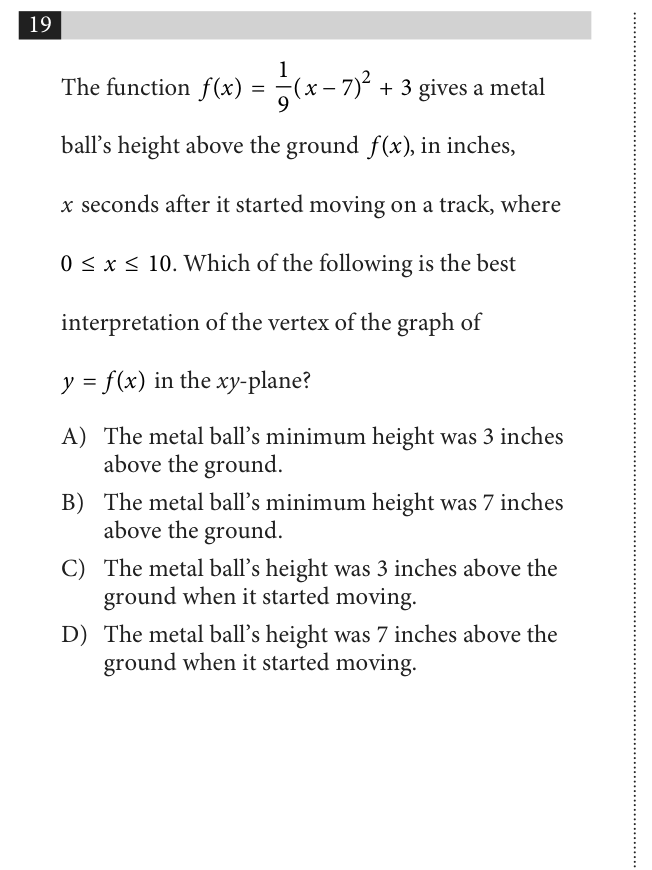 19
The function f(x) = 1/9(x − 7)² + 3 gives a metal
ball’s height above the ground f(x), in inches,
x seconds after it started moving on a track, where
0 ≤ x ≤ 10. Which of the following is the best
interpretation of the vertex of the graph of
y = f(x) in the xy-plane?
A) The metal ball’s minimum height was 3 inches
above the ground.
B) The metal ball’s minimum height was 7 inches
above the ground.
C) The metal ball’s height was 3 inches above the
ground when it started moving.
D) The metal ball’s height was 7 inches above the
ground when it started moving.